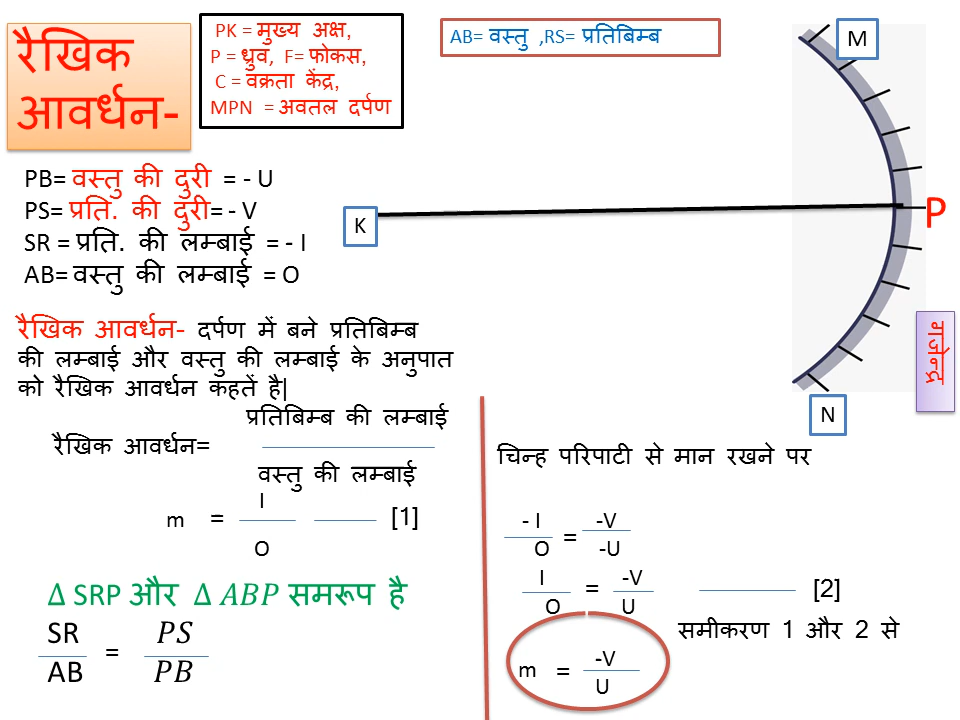 रैखिक
आवर्धन-
PK = मुख्य अक्ष,
P = ध्रुव, F= फोकस,
C = वक्रता केंद्र,
MPN = अवतल दर्पण
AB= वस्तु ,RS= प्रतिबिम्ब
M
K
P
N
गजेन्द्र
PB= वस्तु की दुरी = - U
PS= प्रति. की दुरी= - V
SR = प्रति. की लम्बाई = - I
AB= वस्तु की लम्बाई = O
रैखिक आवर्धन- दर्पण में बने प्रतिबिम्ब
की लम्बाई और वस्तु की लम्बाई के अनुपात
को रैखिक आवर्धन कहतें है|
प्रतिबिम्ब की लम्बाई
रैखिक आवर्धन=
वस्तु की लम्बाई
I
m = [1]
O
Δ SRP और Δ 𝐴𝐵𝑃 समरूप है
SR 𝑃𝑆
=
AB 𝑃𝐵
चिन्ह परिपाटी से मान रखने पर
- I -V
=
O -U
I -V
= [2]
O U
समीकरण 1 और 2 से
-V
m =
U